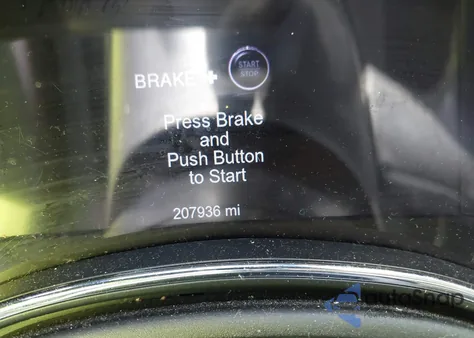 START
STOP
BRAKE +
Press Brake
and
Push Button
to Start
207936 mi
AutoSnap